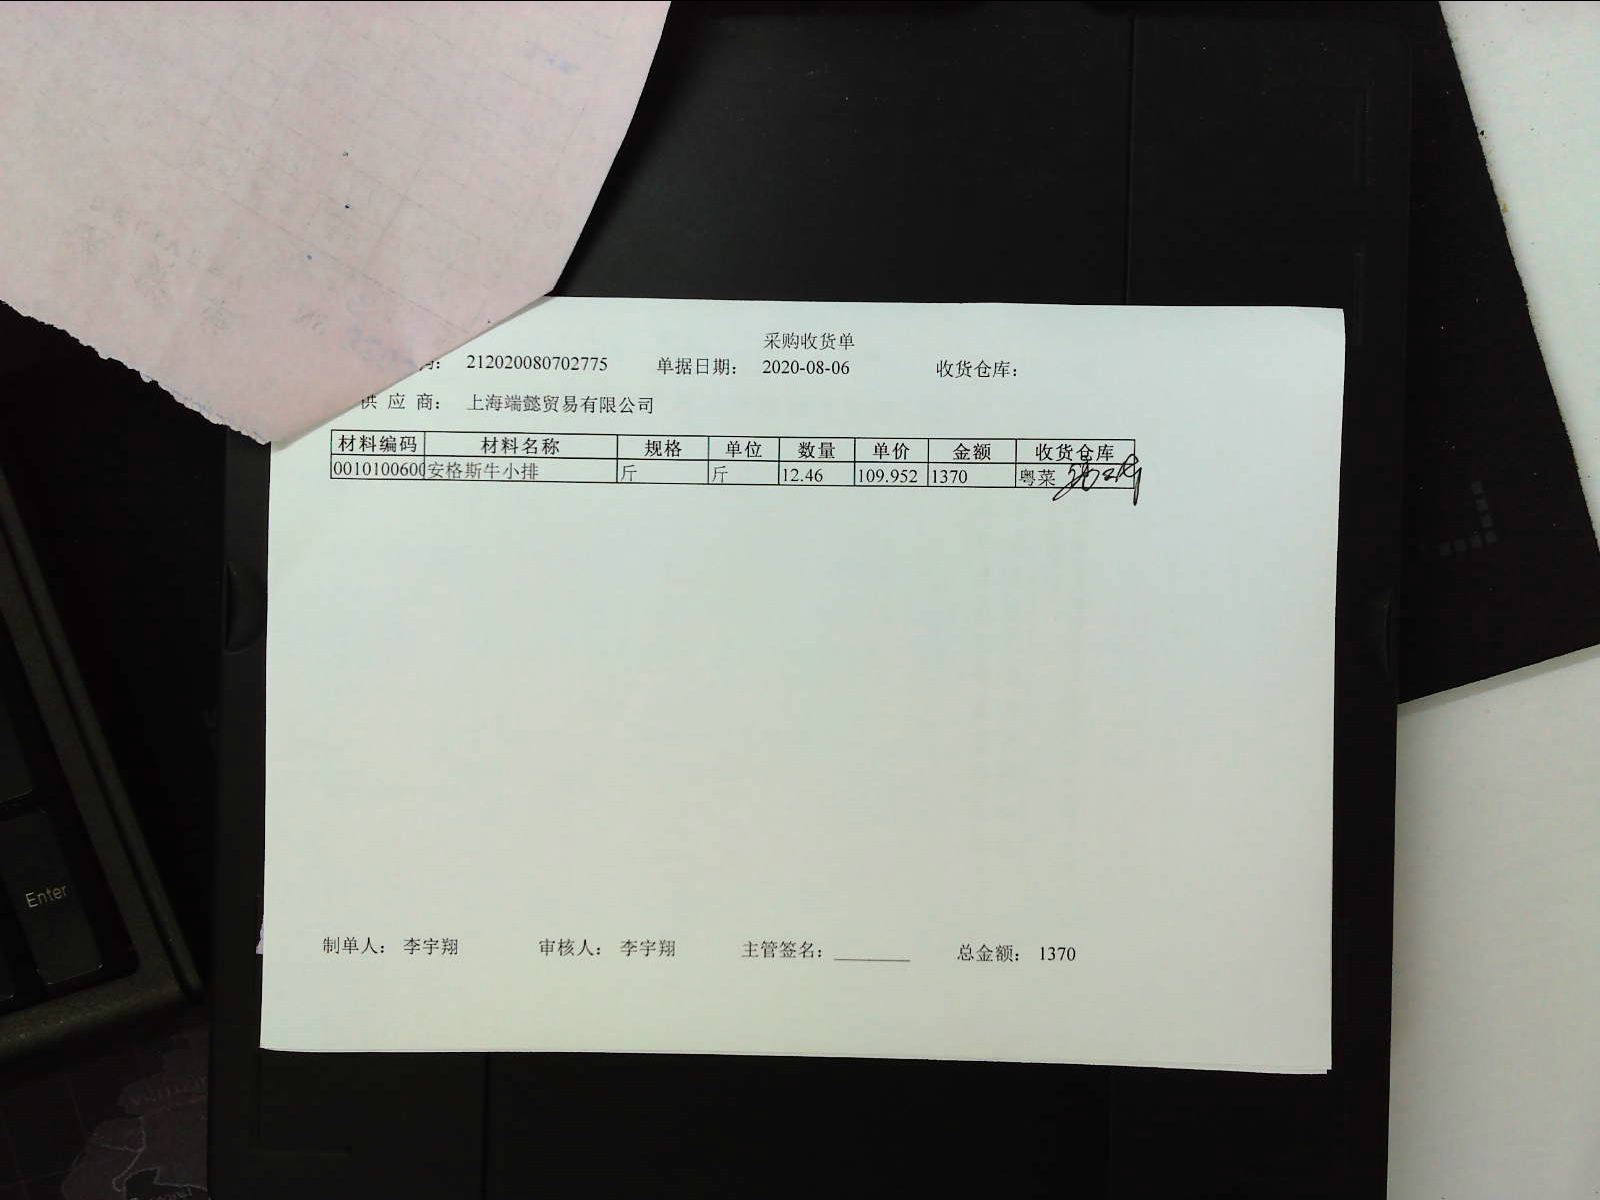 采购收货单
212020080702775 单据日期: 2020-08-06 收货仓库:
供 应 商: 上海端懿贸易有限公司
材料编码 材料名称 规格 单位 数量 单价 金额 收货仓库
0010100600 安格斯牛小排 斤 斤 12.46 109.952 1370 粤菜
制单人: 李宇翔 审核人: 李宇翔 主管签名: ________ 总金额: 1370
Enter